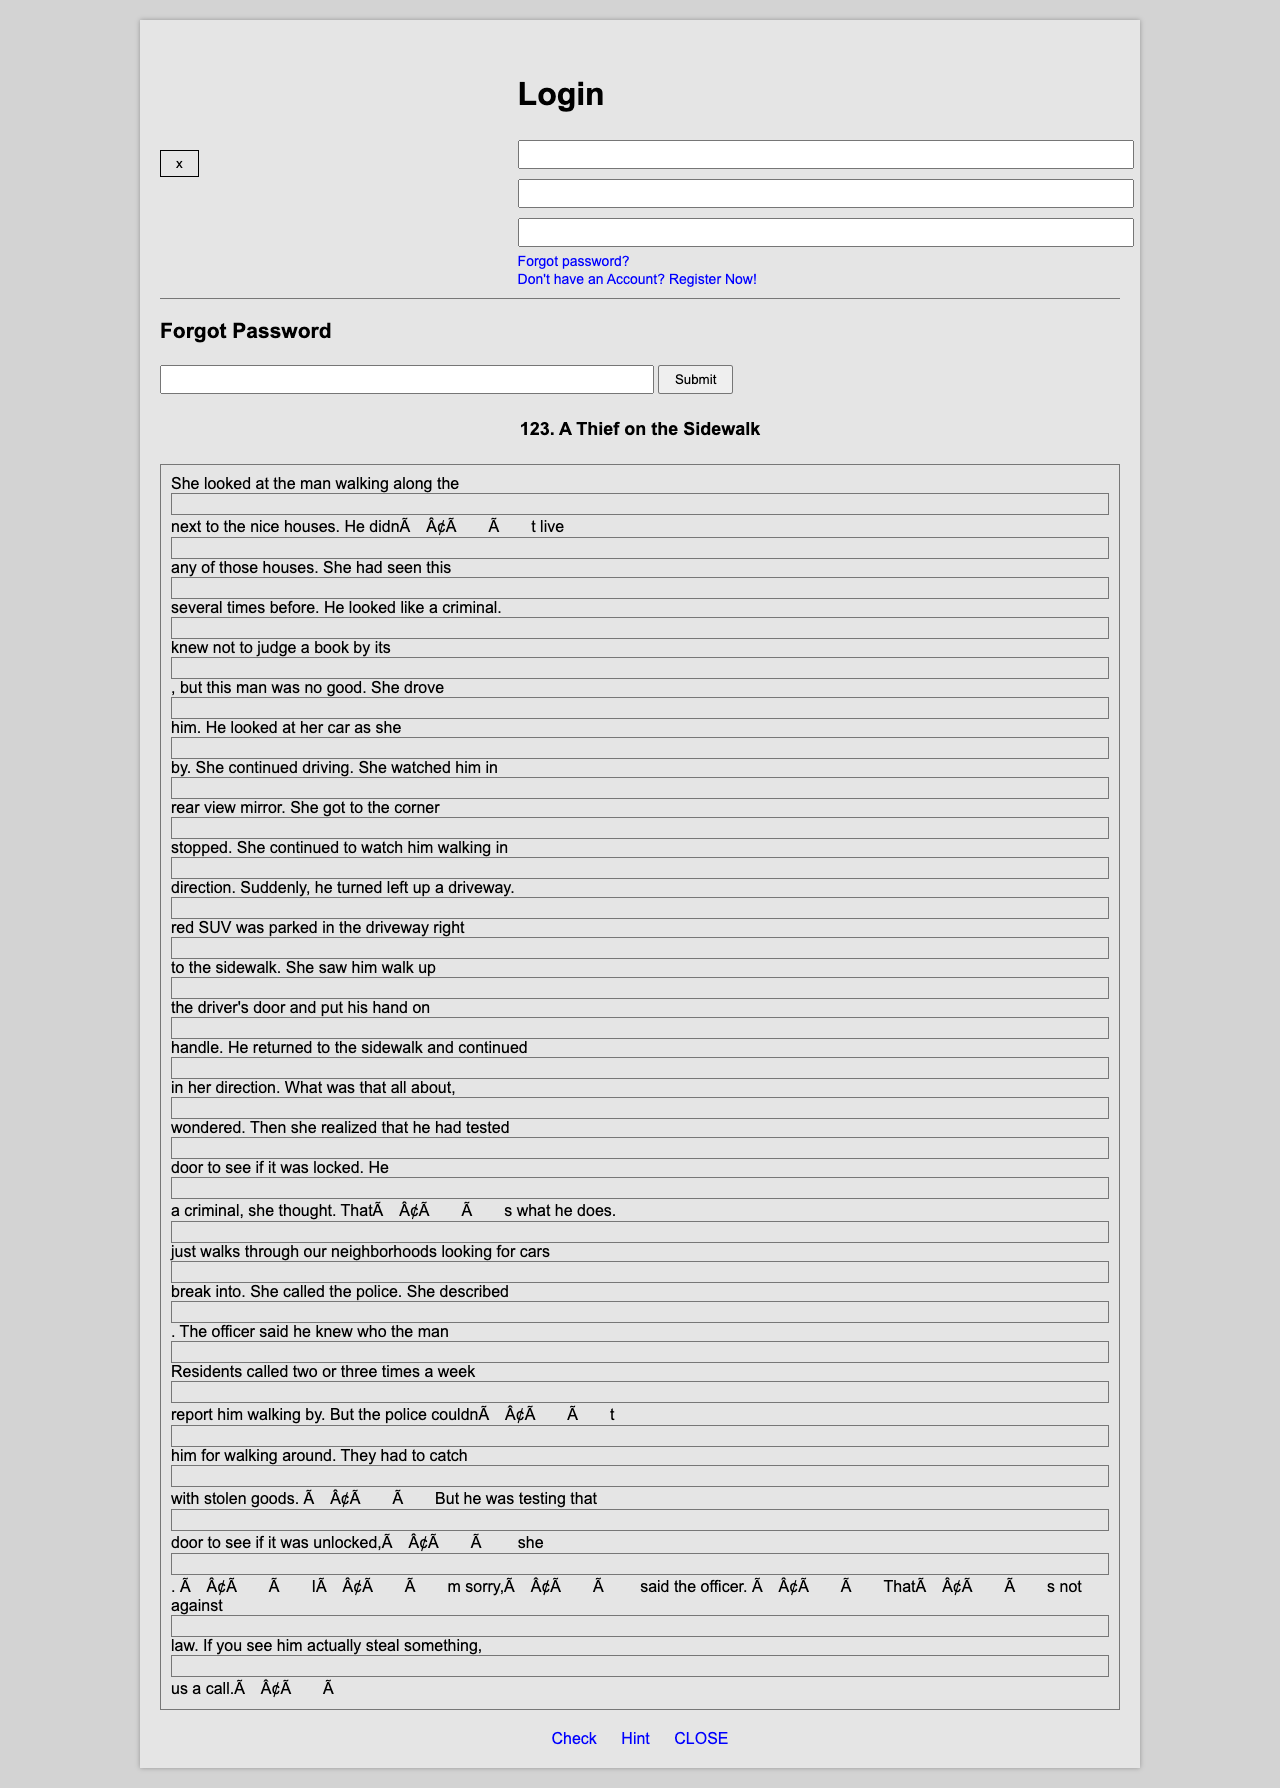 Login
x
Forgot password?
Don't have an Account? Register Now!
Forgot Password
Submit
123. A Thief on the Sidewalk
She looked at the man walking along the
next to the nice houses. He didnÃ Â¢Ã Ã t live
any of those houses. She had seen this
several times before. He looked like a criminal.
knew not to judge a book by its
, but this man was no good. She drove
him. He looked at her car as she
by. She continued driving. She watched him in
rear view mirror. She got to the corner
stopped. She continued to watch him walking in
direction. Suddenly, he turned left up a driveway.
red SUV was parked in the driveway right
to the sidewalk. She saw him walk up
the driver's door and put his hand on
handle. He returned to the sidewalk and continued
in her direction. What was that all about,
wondered. Then she realized that he had tested
door to see if it was locked. He
a criminal, she thought. ThatÃ Â¢Ã Ã s what he does.
just walks through our neighborhoods looking for cars
break into. She called the police. She described
. The officer said he knew who the man
Residents called two or three times a week
report him walking by. But the police couldnÃ Â¢Ã Ã t
him for walking around. They had to catch
with stolen goods. Ã Â¢Ã Ã But he was testing that
door to see if it was unlocked,Ã Â¢Ã Ã she
. Ã Â¢Ã Ã IÃ Â¢Ã Ã m sorry,Ã Â¢Ã Ã said the officer. Ã Â¢Ã Ã ThatÃ Â¢Ã Ã s not
against
law. If you see him actually steal something,
us a call.Ã Â¢Ã Ã
Check Hint CLOSE